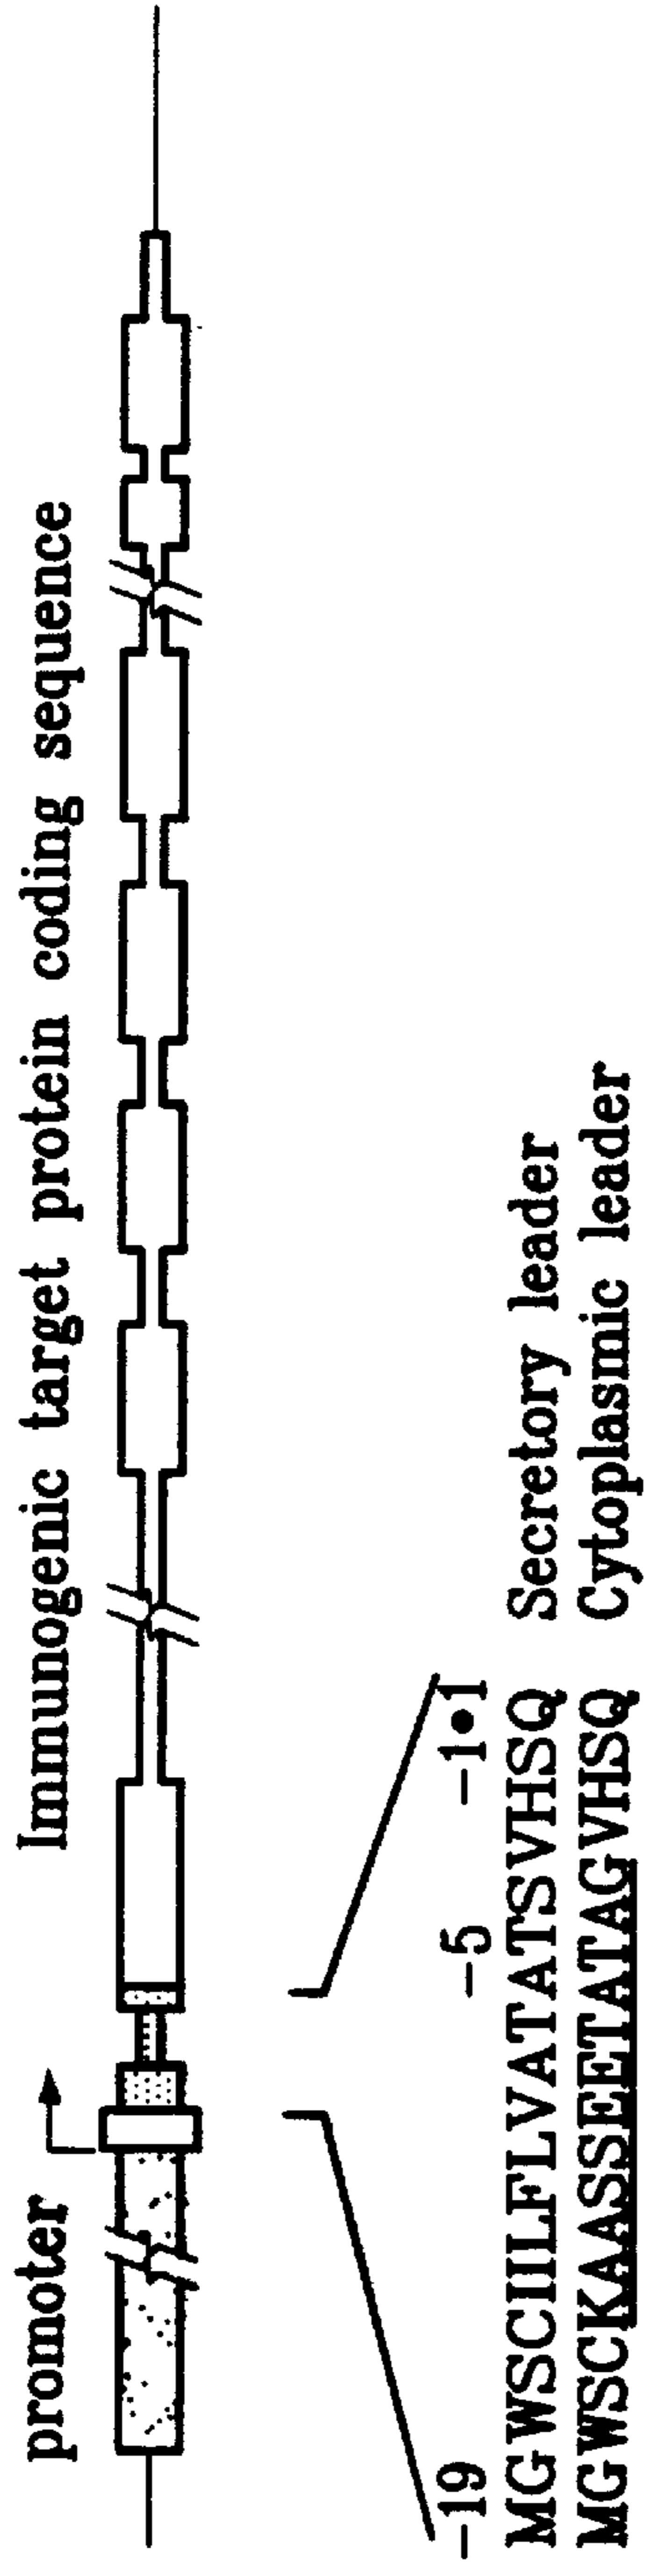 promoter
Immunogenic target protein coding sequence
-19 -5 -1•1
MGWSCIILFLVATATSVHSQ Secretory leader
MGWSCKAASSEETATAGVHSQ Cytoplasmic leader